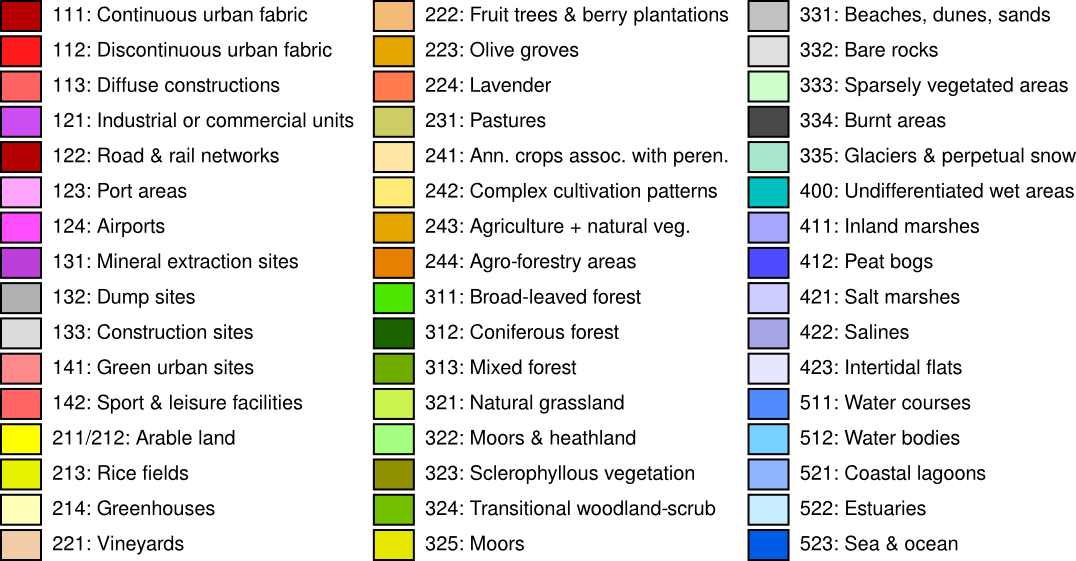 111: Continuous urban fabric
112: Discontinuous urban fabric
113: Diffuse constructions
121: Industrial or commercial units
122: Road & rail networks
123: Port areas
124: Airports
131: Mineral extraction sites
132: Dump sites
133: Construction sites
141: Green urban sites
142: Sport & leisure facilities
211/212: Arable land
213: Rice fields
214: Greenhouses
221: Vineyards
222: Fruit trees & berry plantations
223: Olive groves
224: Lavender
231: Pastures
241: Ann. crops assoc. with peren.
242: Complex cultivation patterns
243: Agriculture + natural veg.
244: Agro-forestry areas
311: Broad-leaved forest
312: Coniferous forest
313: Mixed forest
321: Natural grassland
322: Moors & heathland
323: Sclerophyllous vegetation
324: Transitional woodland-scrub
325: Moors
331: Beaches, dunes, sands
332: Bare rocks
333: Sparsely vegetated areas
334: Burnt areas
335: Glaciers & perpetual snow
400: Undifferentiated wet areas
411: Inland marshes
412: Peat bogs
421: Salt marshes
422: Salines
423: Intertidal flats
511: Water courses
512: Water bodies
521: Coastal lagoons
522: Estuaries
523: Sea & ocean